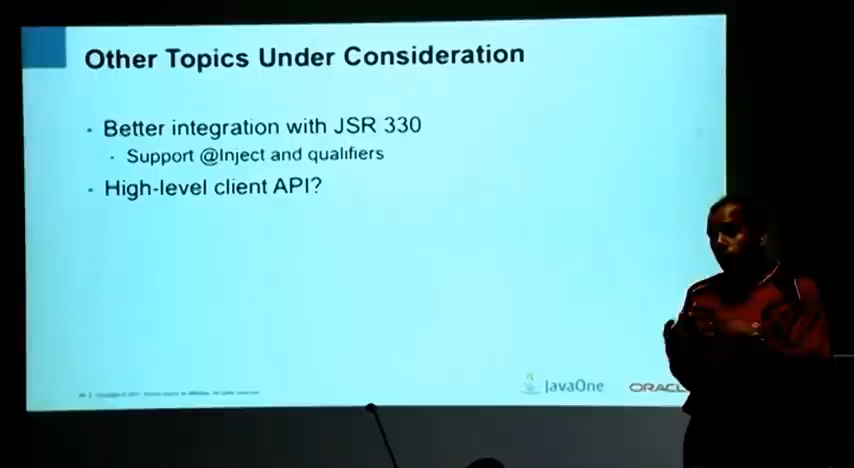 Other Topics Under Consideration
• Better integration with JSR 330
• Support @Inject and qualifiers
• High-level client API?
JavaOne
ORACL